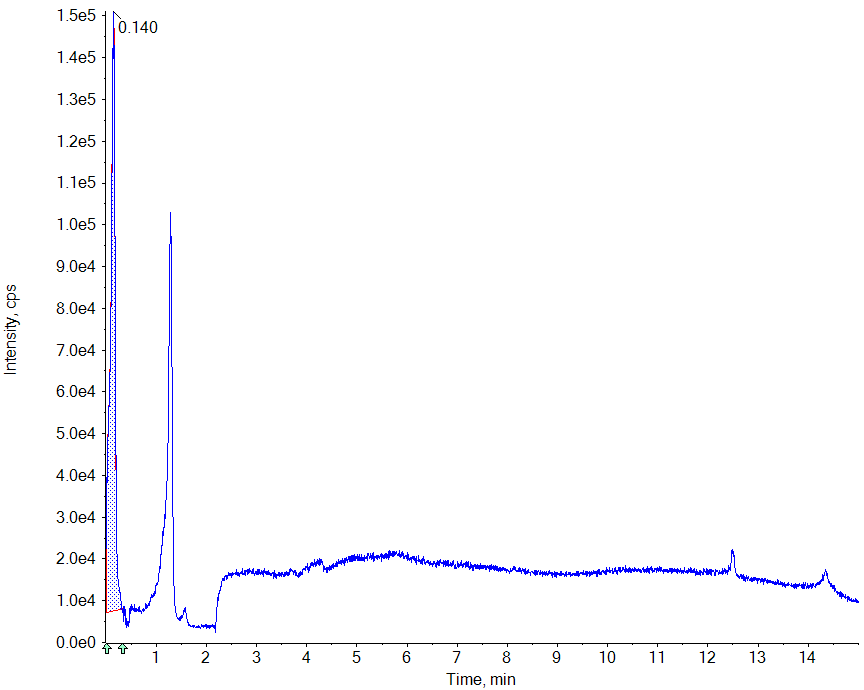 1.5e5
0.140
1.4e5
1.3e5
1.2e5
1.1e5
1.0e5
9.0e4
8.0e4
7.0e4
6.0e4
5.0e4
4.0e4
3.0e4
2.0e4
1.0e4
0.0e0
Intensity, cps
1 2 3 4 5 6 7 8 9 10 11 12 13 14
Time, min